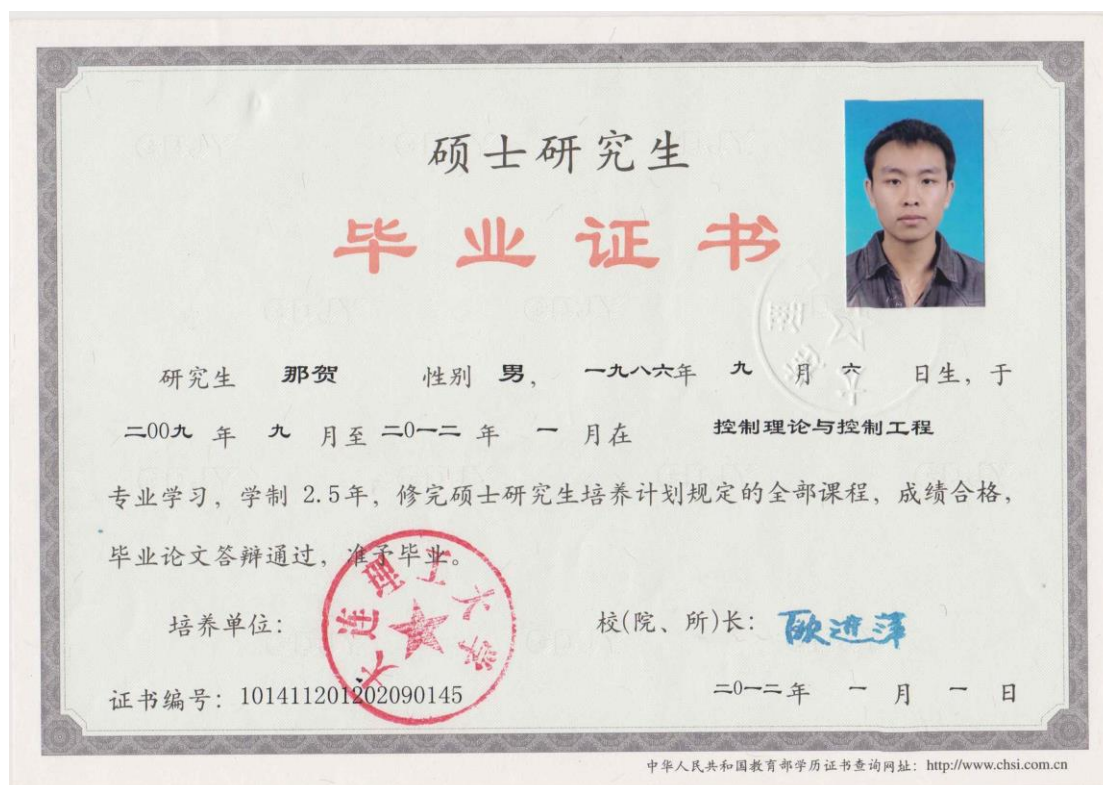 硕士研究生
毕业证书
研究生 那贺 性别 男， 一九八六年 九 月 六 日生，于
二00九 年 九 月至 二0一二 年 一 月在 控制理论与控制工程
专业学习，学制 2.5年，修完硕士研究生培养计划规定的全部课程，成绩合格，
毕业论文答辩通过，准予毕业。
培养单位：
大连理工大学
校(院、所)长： 欧进萍
证书编号：101411201202090145
二0一二年 一 月 一 日
中华人民共和国教育部学历证书查询网址：http://www.chsi.com.cn